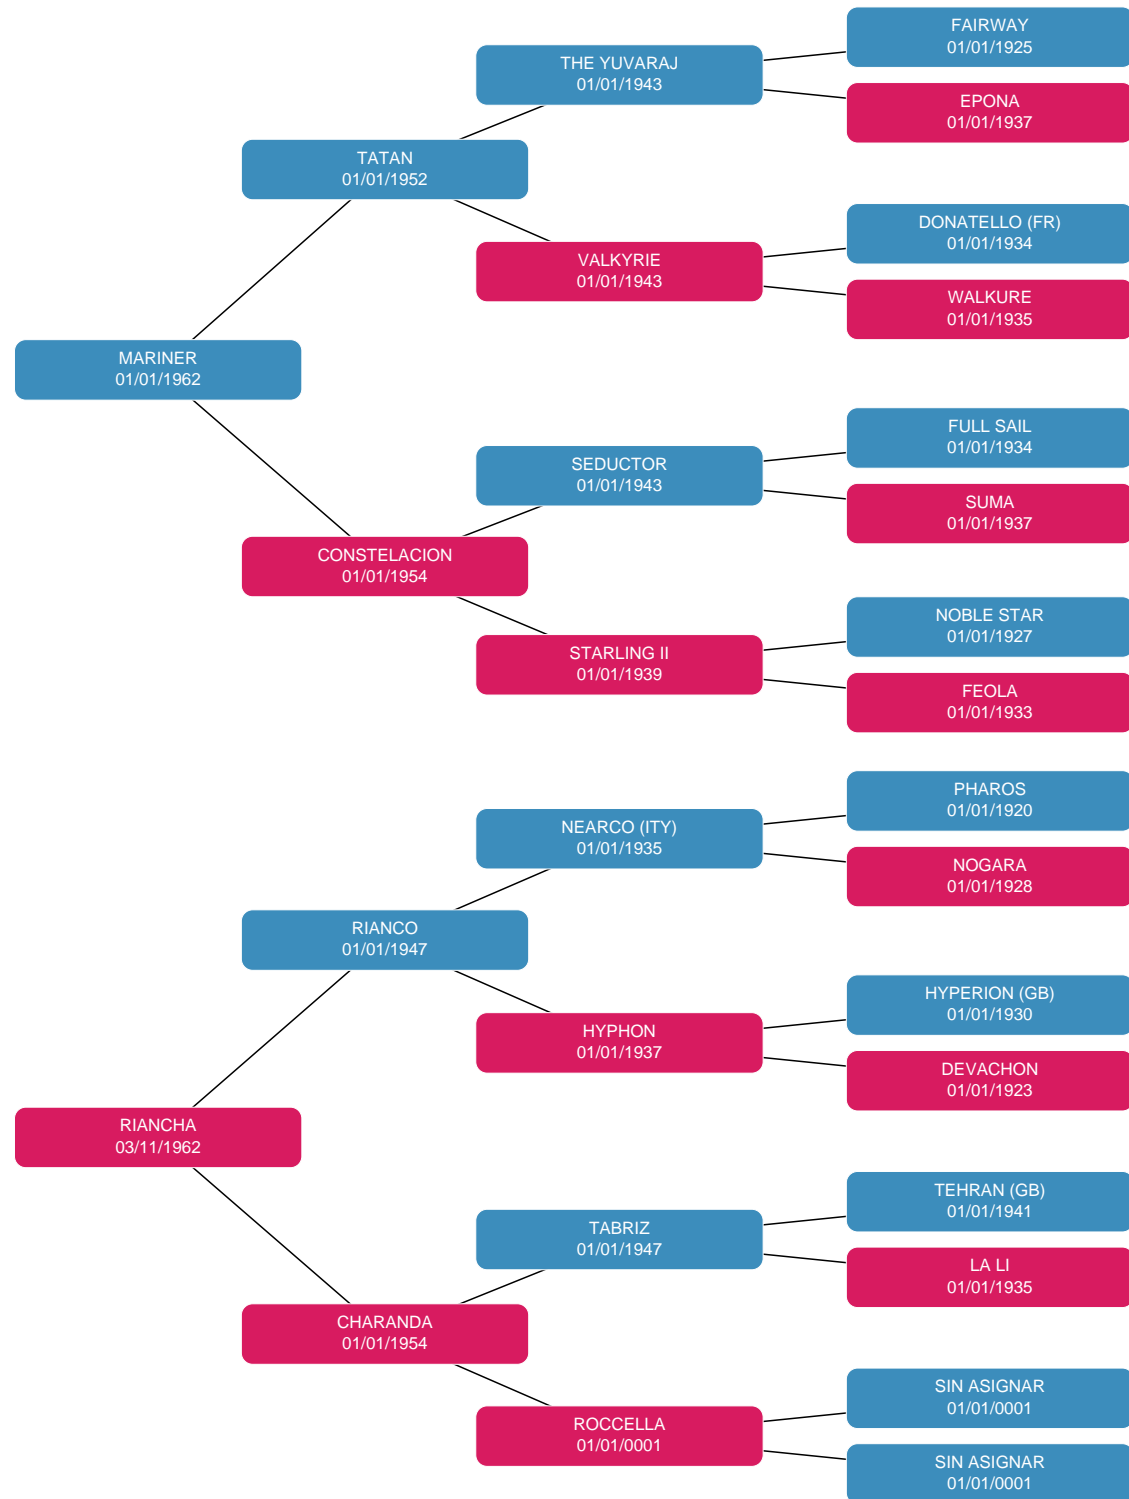 FAIRWAY
01/01/1925
THE YUVARAJ
01/01/1943
EPONA
01/01/1937
TATAN
01/01/1952
DONATELLO (FR)
01/01/1934
VALKYRIE
01/01/1943
WALKURE
01/01/1935
MARINER
01/01/1962
FULL SAIL
01/01/1934
SEDUCTOR
01/01/1943
SUMA
01/01/1937
CONSTELACION
01/01/1954
NOBLE STAR
01/01/1927
STARLING II
01/01/1939
FEOLA
01/01/1933
PHAROS
01/01/1920
NEARCO (ITY)
01/01/1935
NOGARA
01/01/1928
RIANCO
01/01/1947
HYPERION (GB)
01/01/1930
HYPHON
01/01/1937
DEVACHON
01/01/1923
RIANCHA
03/11/1962
TEHRAN (GB)
01/01/1941
TABRIZ
01/01/1947
LA LI
01/01/1935
CHARANDA
01/01/1954
SIN ASIGNAR
01/01/0001
ROCCELLA
01/01/0001
SIN ASIGNAR
01/01/0001